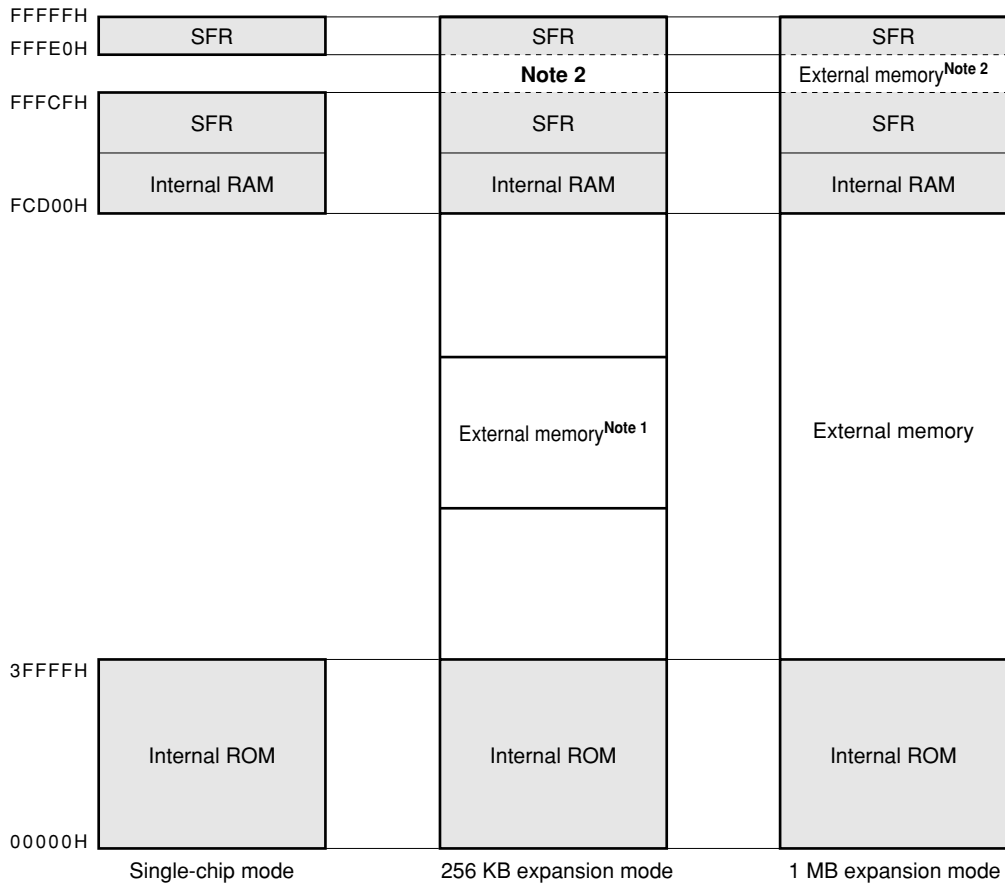 FFFFFH
SFR SFR SFR
FFFE0H
Note 2 External memoryNote 2
FFFCFH
SFR SFR SFR
Internal RAM Internal RAM Internal RAM
FCD00H
External memoryNote 1 External memory
3FFFFH
Internal ROM Internal ROM Internal ROM
00000H
Single-chip mode 256 KB expansion mode 1 MB expansion mode